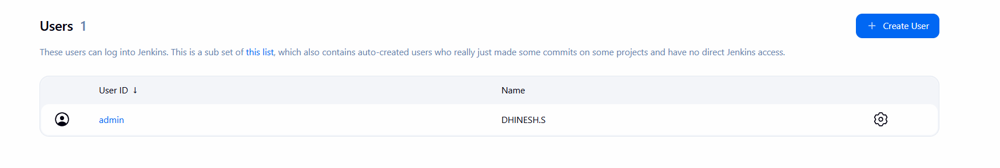 Users 1
+ Create User
These users can log into Jenkins. This is a sub set of this list, which also contains auto-created users who really just made some commits on some projects and have no direct Jenkins access.
User ID ↓ Name
admin DHINESH.S